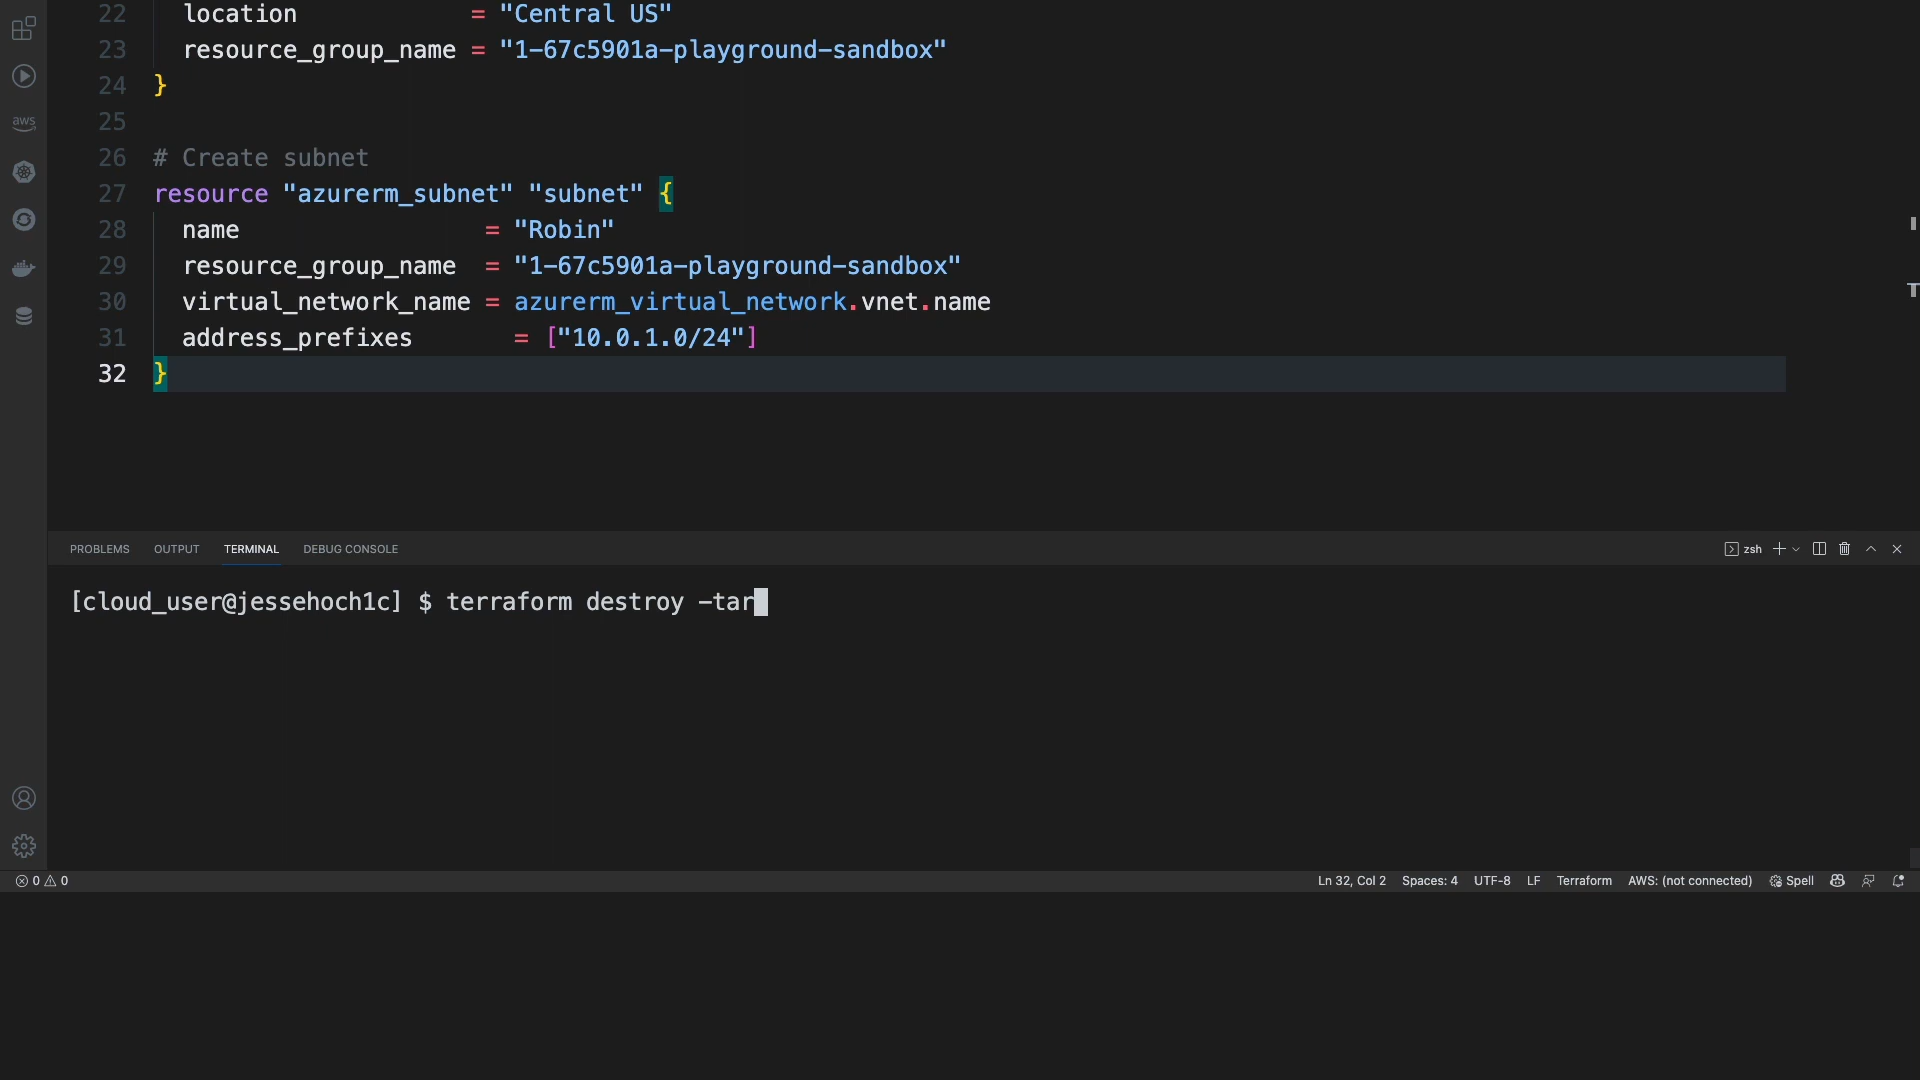 22 location = "Central US"
23 resource_group_name = "1-67c5901a-playground-sandbox"
24 }
25
26 # Create subnet
27 resource "azurerm_subnet" "subnet" {
28 name = "Robin"
29 resource_group_name = "1-67c5901a-playground-sandbox"
30 virtual_network_name = azurerm_virtual_network.vnet.name
31 address_prefixes = ["10.0.1.0/24"]
32 }
aws
PROBLEMS OUTPUT TERMINAL DEBUG CONSOLE zsh
[cloud_user@jessehoch1c] $ terraform destroy -tar
0 0 Ln 32, Col 2 Spaces: 4 UTF-8 LF Terraform AWS: (not connected) Spell